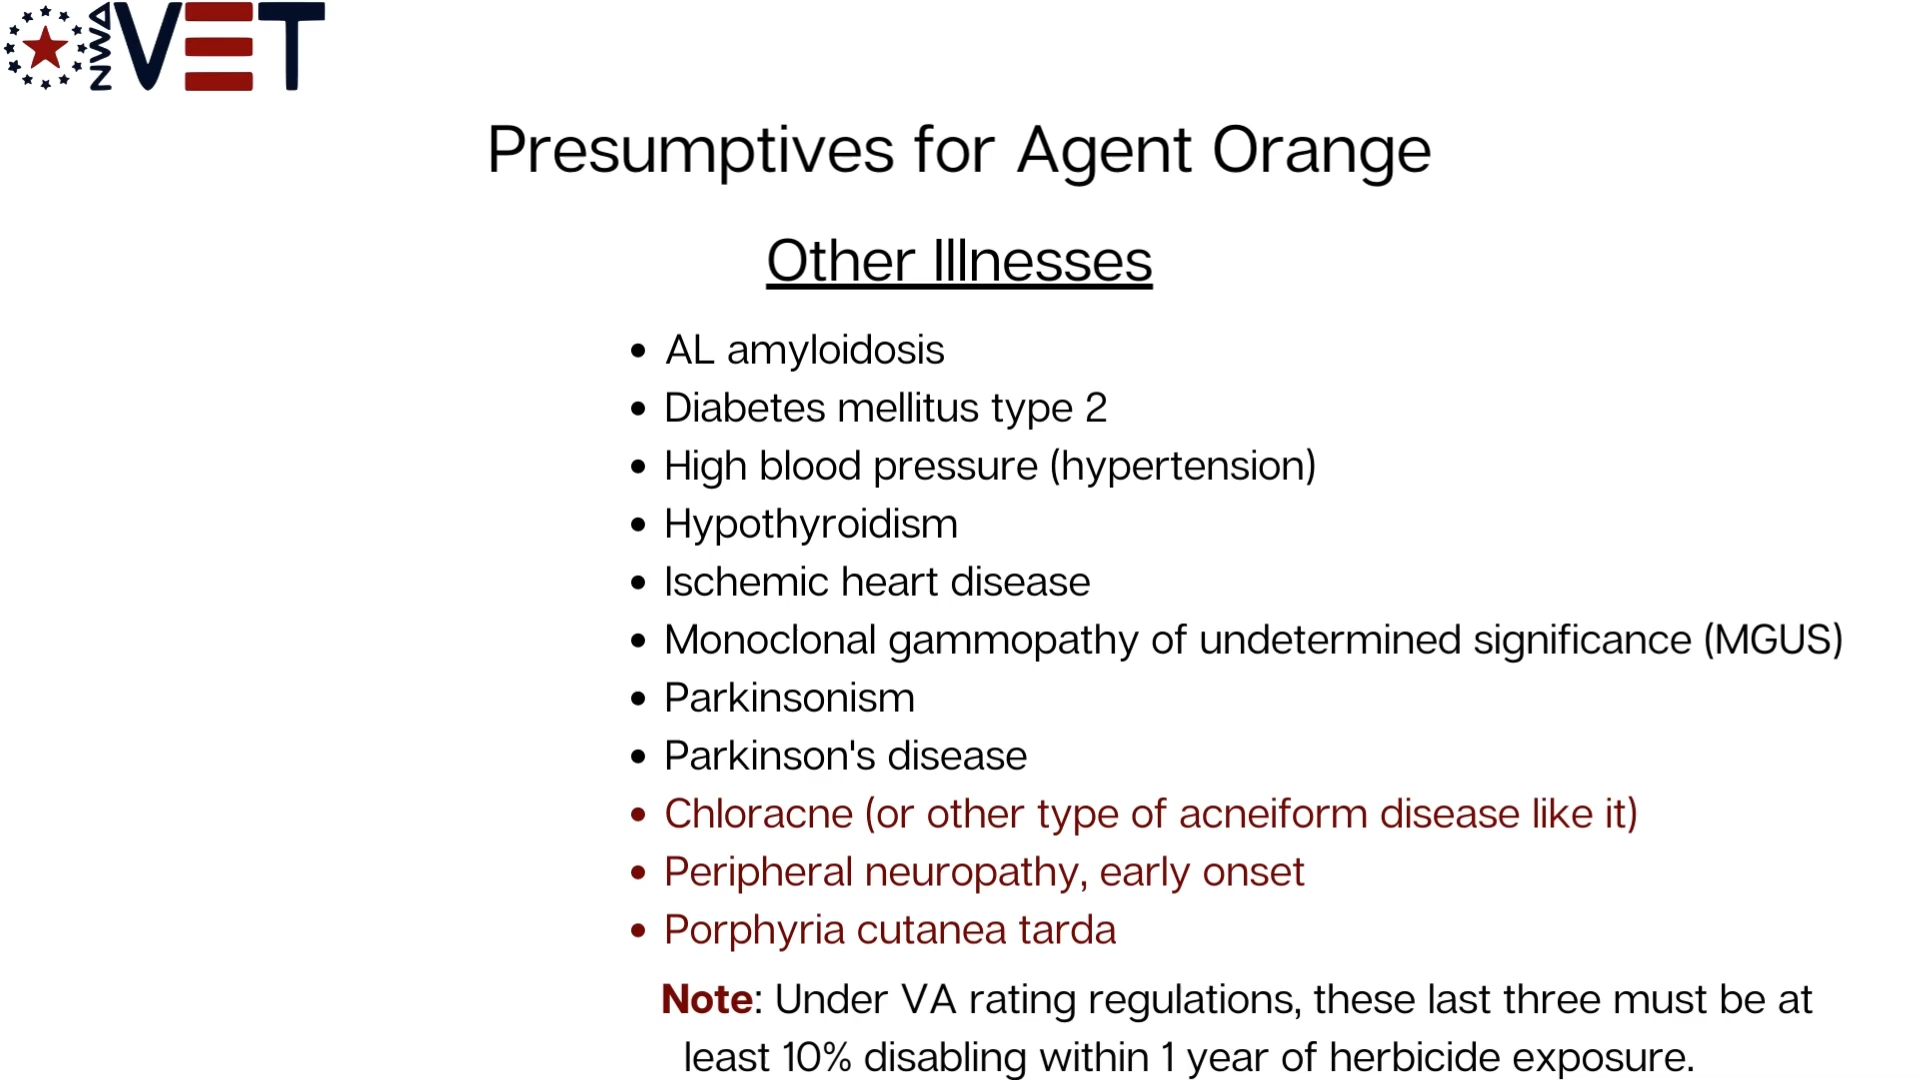 NWA VET
Presumptives for Agent Orange
Other Illnesses
• AL amyloidosis
• Diabetes mellitus type 2
• High blood pressure (hypertension)
• Hypothyroidism
• Ischemic heart disease
• Monoclonal gammopathy of undetermined significance (MGUS)
• Parkinsonism
• Parkinson's disease
• Chloracne (or other type of acneiform disease like it)
• Peripheral neuropathy, early onset
• Porphyria cutanea tarda
Note: Under VA rating regulations, these last three must be at
least 10% disabling within 1 year of herbicide exposure.